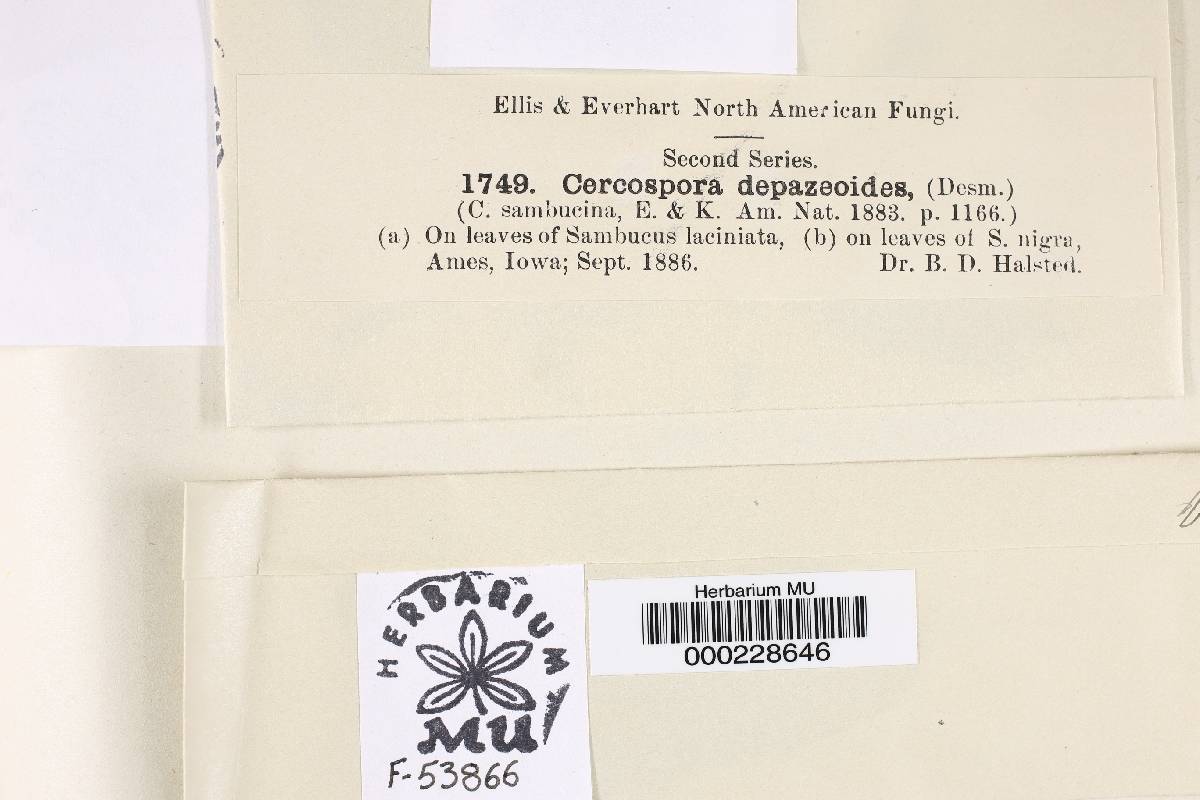 Ellis & Everhart North American Fungi.
Second Series.
1749. Cercospora depazeoides, (Desm.)
(C. sambucina, E. & K. Am. Nat. 1883. p. 1166.)
(a) On leaves of Sambucus laciniata, (b) on leaves of S. nigra,
Ames, Iowa; Sept. 1886. Dr. B. D. Halsted.
HERBARIUM
MU
F-53866
Herbarium MU
000228646